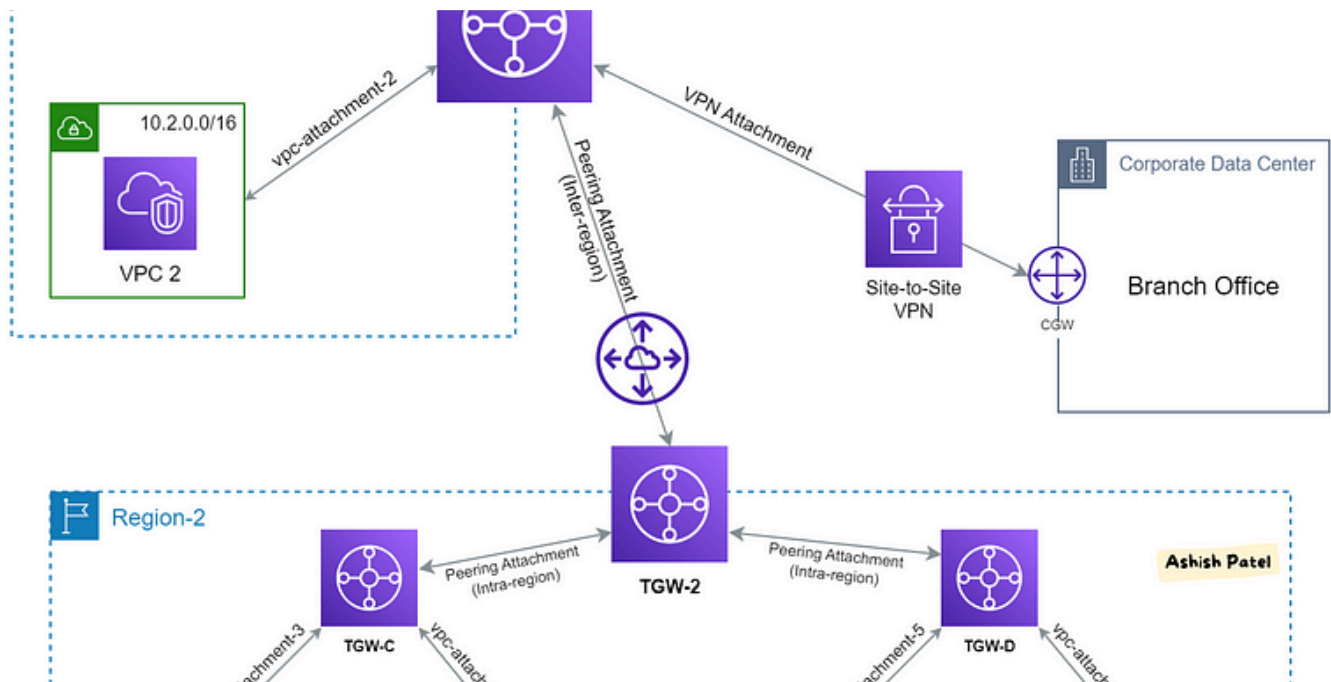 vpc-attachment-2
10.2.0.0/16
VPC 2
Peering Attachment
(Inter-region)
VPN Attachment
Site-to-Site
VPN
Corporate Data Center
Branch Office
CGW
Region-2
Peering Attachment
(Intra-region)
TGW-2
Peering Attachment
(Intra-region)
Ashish Patel
TGW-C
TGW-D